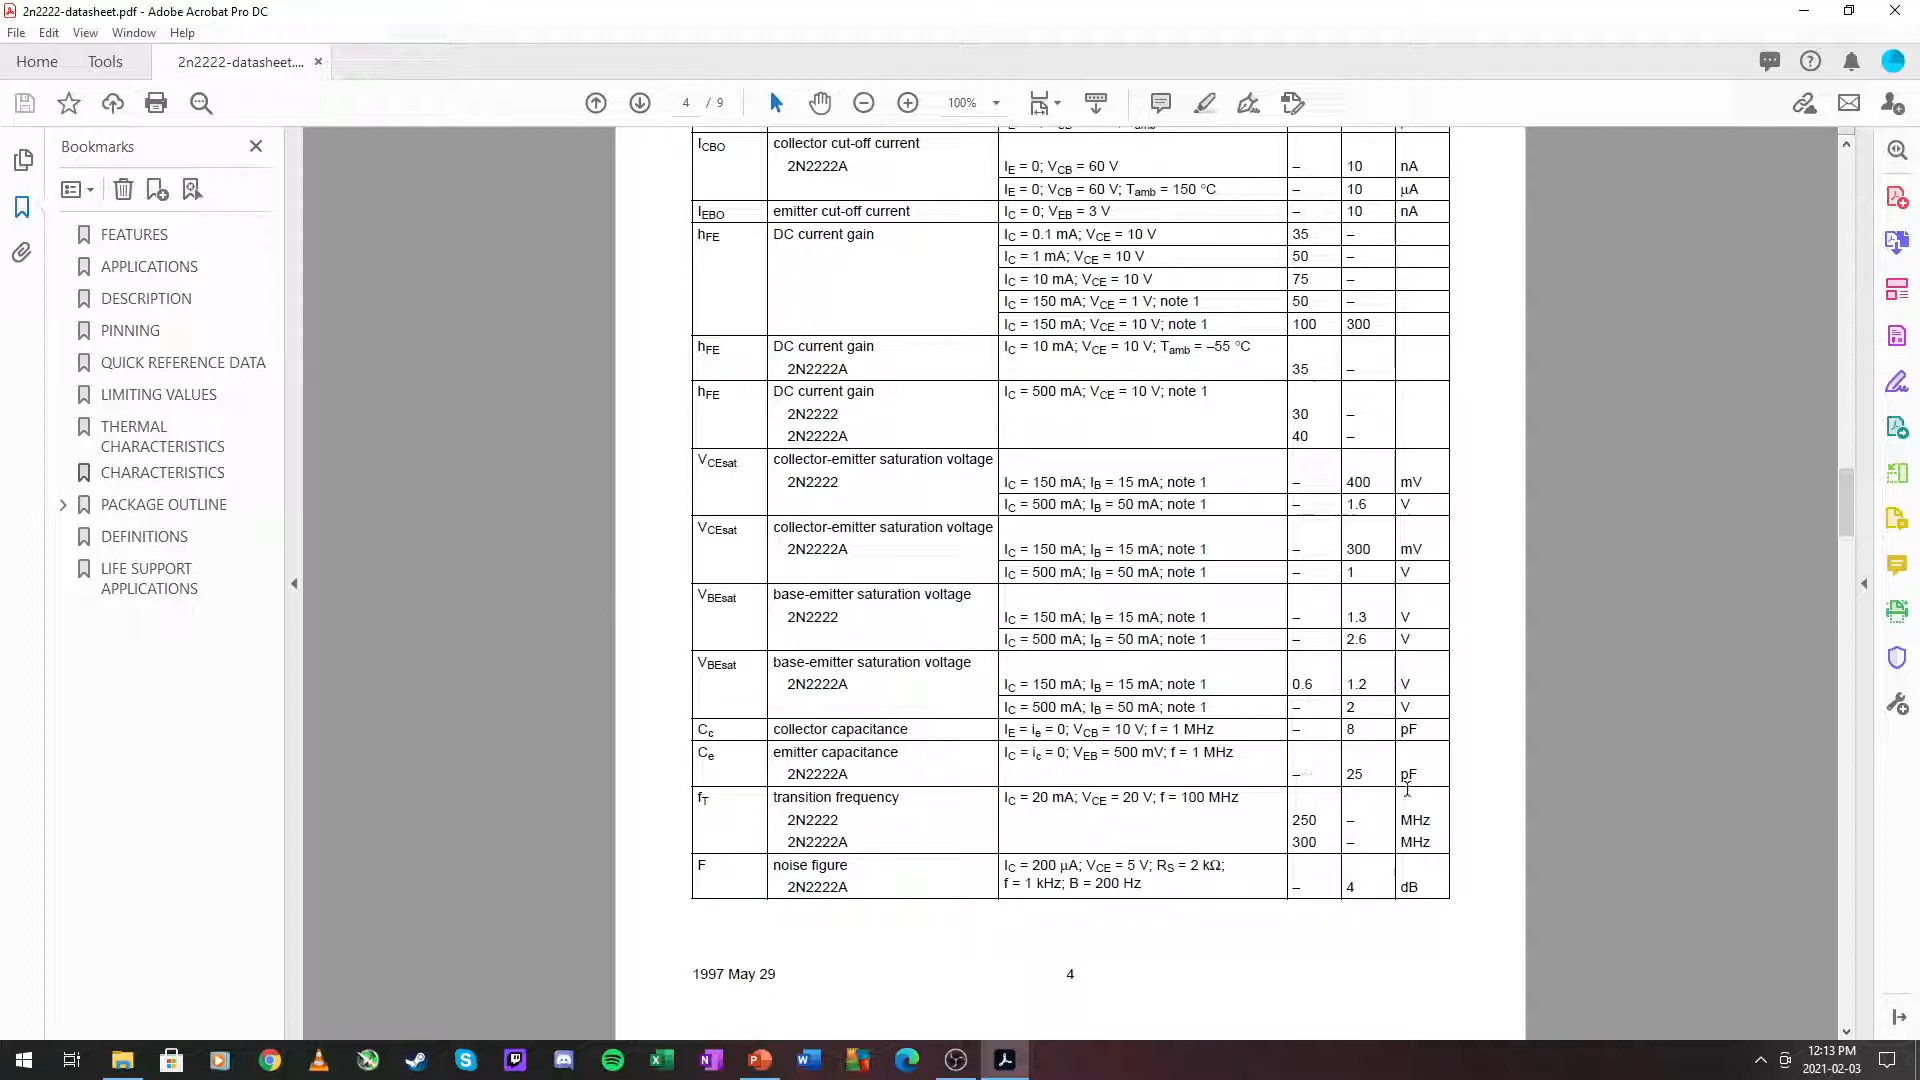 2n2222-datasheet.pdf - Adobe Acrobat Pro DC
File Edit View Window Help
Home Tools 2n2222-datasheet.... ×
4 / 9 100%
Bookmarks
FEATURES
APPLICATIONS
DESCRIPTION
PINNING
QUICK REFERENCE DATA
LIMITING VALUES
THERMAL
CHARACTERISTICS
CHARACTERISTICS
PACKAGE OUTLINE
DEFINITIONS
LIFE SUPPORT
APPLICATIONS
ICBO collector cut-off current
2N2222A IE = 0; VCB = 60 V – 10 nA
IE = 0; VCB = 60 V; Tamb = 150 °C – 10 μA
IEBO emitter cut-off current IC = 0; VEB = 3 V – 10 nA
hFE DC current gain IC = 0.1 mA; VCE = 10 V 35 –
IC = 1 mA; VCE = 10 V 50 –
IC = 10 mA; VCE = 10 V 75 –
IC = 150 mA; VCE = 1 V; note 1 50 –
IC = 150 mA; VCE = 10 V; note 1 100 300
hFE DC current gain IC = 10 mA; VCE = 10 V; Tamb = –55 °C
2N2222A 35 –
hFE DC current gain IC = 500 mA; VCE = 10 V; note 1
2N2222 30 –
2N2222A 40 –
VCEsat collector-emitter saturation voltage
2N2222 IC = 150 mA; IB = 15 mA; note 1 – 400 mV
IC = 500 mA; IB = 50 mA; note 1 – 1.6 V
VCEsat collector-emitter saturation voltage
2N2222A IC = 150 mA; IB = 15 mA; note 1 – 300 mV
IC = 500 mA; IB = 50 mA; note 1 – 1 V
VBEsat base-emitter saturation voltage
2N2222 IC = 150 mA; IB = 15 mA; note 1 – 1.3 V
IC = 500 mA; IB = 50 mA; note 1 – 2.6 V
VBEsat base-emitter saturation voltage
2N2222A IC = 150 mA; IB = 15 mA; note 1 0.6 1.2 V
IC = 500 mA; IB = 50 mA; note 1 – 2 V
Cc collector capacitance IE = ie = 0; VCB = 10 V; f = 1 MHz – 8 pF
Ce emitter capacitance IC = ic = 0; VEB = 500 mV; f = 1 MHz
2N2222A – 25 pF
fT transition frequency IC = 20 mA; VCE = 20 V; f = 100 MHz
2N2222 250 – MHz
2N2222A 300 – MHz
F noise figure IC = 200 μA; VCE = 5 V; RS = 2 kΩ;
f = 1 kHz; B = 200 Hz
2N2222A – 4 dB
1997 May 29 4
12:13 PM
2021-02-03